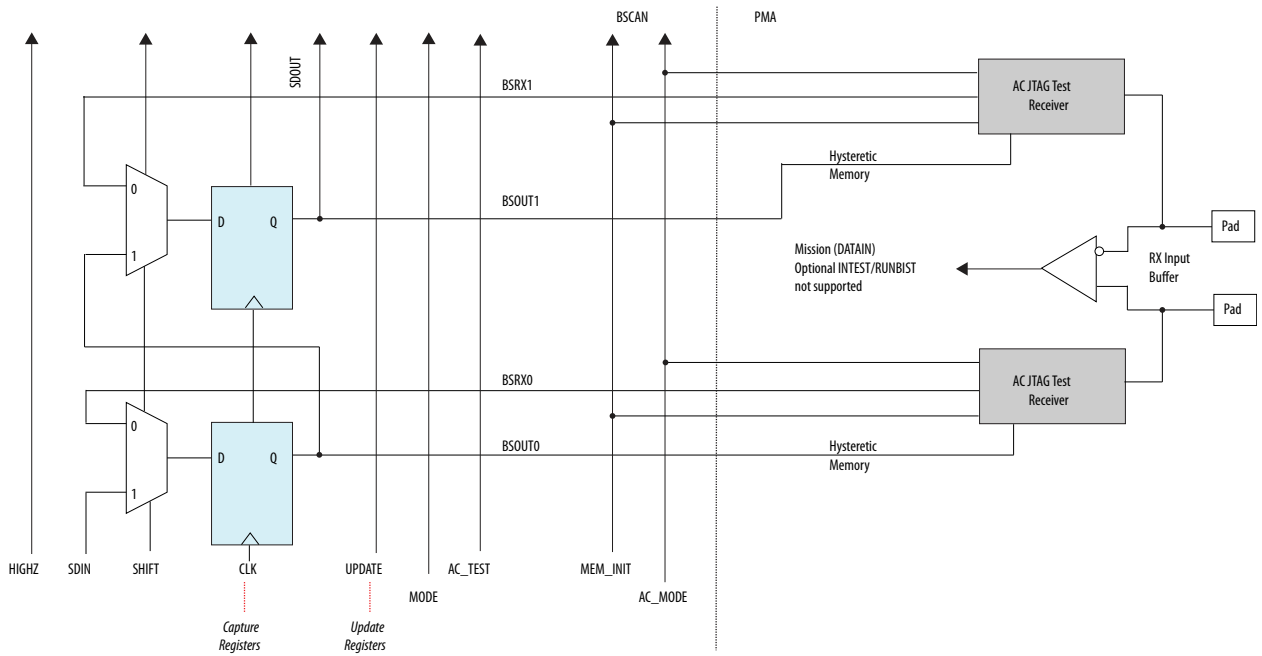 BSCAN
PMA
SDOUT
BSRX1
AC JTAG Test
Receiver
0
Hysteretic
Memory
BSOUT1
D
Q
1
Pad
Mission (DATAIN)
Optional INTEST/RUNBIST
not supported
RX Input
Buffer
Pad
BSRX0
AC JTAG Test
Receiver
0
BSOUT0
Hysteretic
Memory
D
Q
1
HIGHZ
SDIN
SHIFT
CLK
UPDATE
AC_TEST
MEM_INIT
MODE
AC_MODE
Capture
Registers
Update
Registers